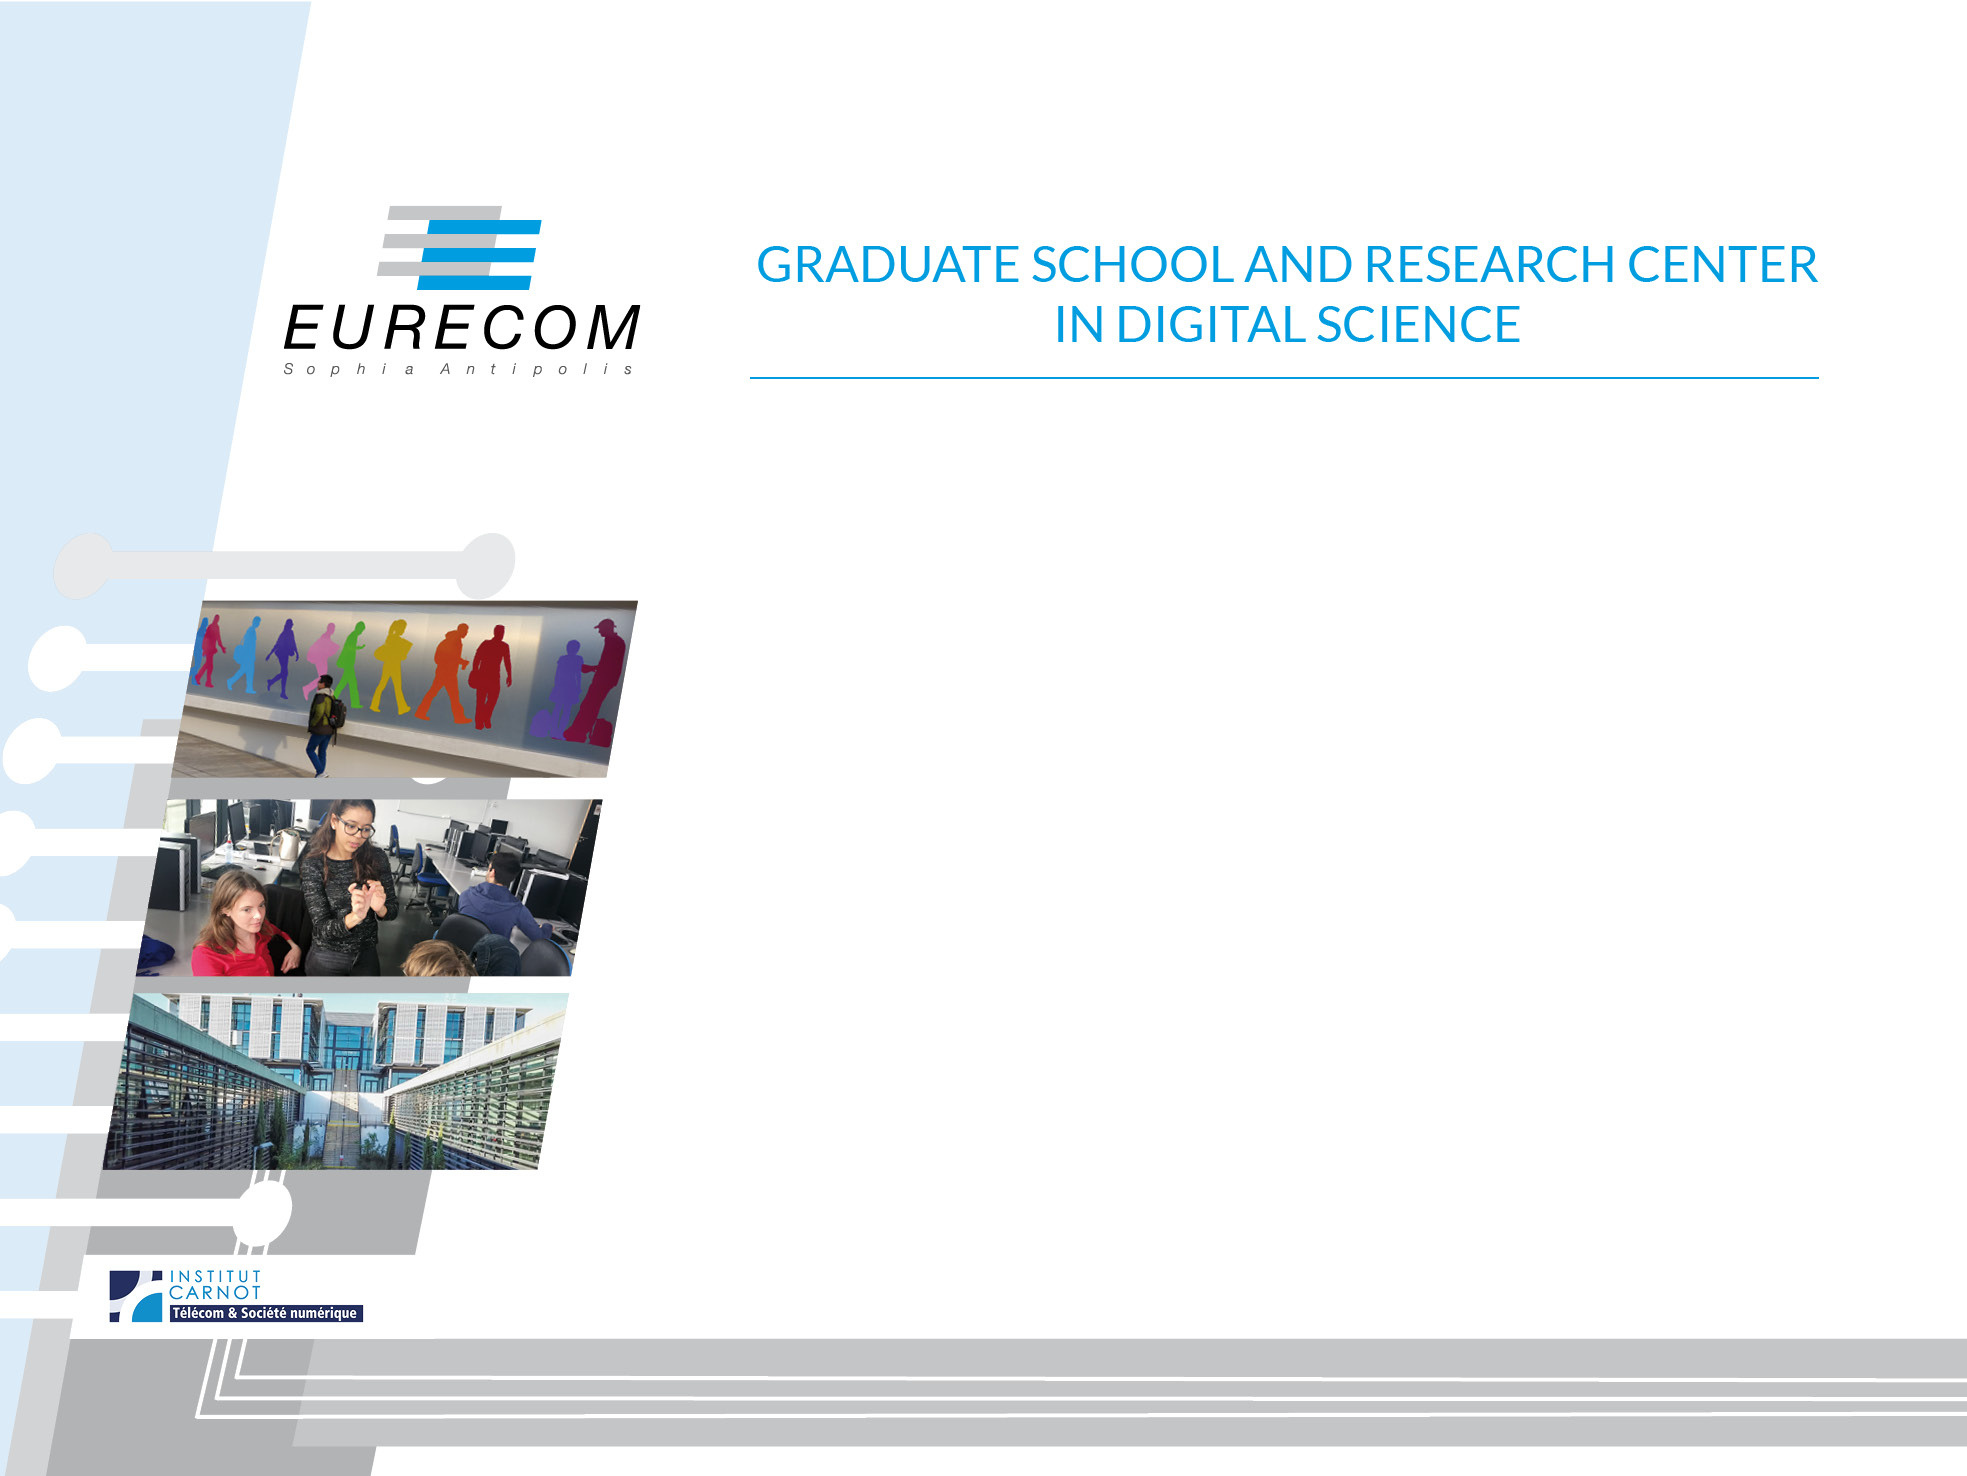 EURECOM
Sophia Antipolis
GRADUATE SCHOOL AND RESEARCH CENTER
IN DIGITAL SCIENCE
INSTITUT
CARNOT
Télécom & Société numérique